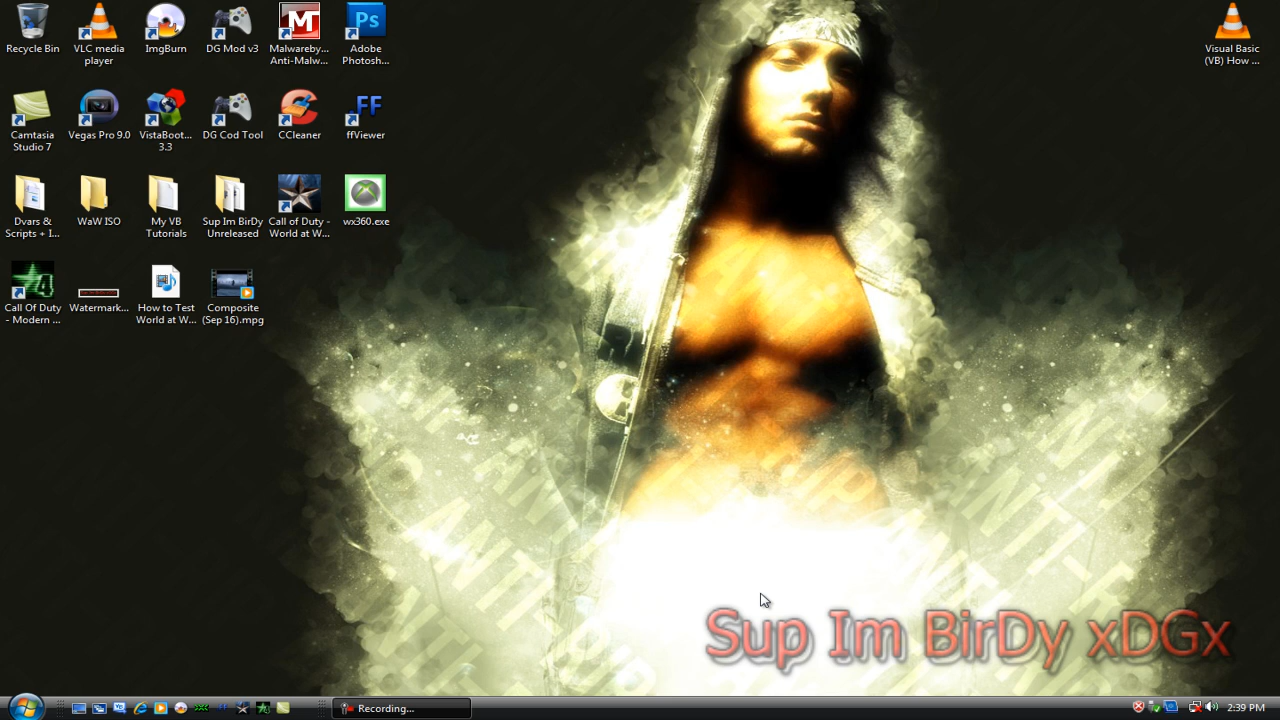 Recycle Bin
VLC media
player
ImgBurn
DG Mod v3
Malwareby...
Anti-Malw...
Ps
Adobe
Photosh...
Visual Basic
(VB) How ...
Camtasia
Studio 7
Vegas Pro 9.0
VistaBoot...
3.3
DG Cod Tool
CCleaner
FF
ffViewer
Dvars &
Scripts + I...
WaW ISO
My VB
Tutorials
Sup Im BirDy
Unreleased
Call of Duty -
World at W...
wx360.exe
Call Of Duty
- Modern ...
Watermark...
How to Test
World at W...
Composite
(Sep 16).mpg
Sup Im BirDy xDGx
Recording...
2:39 PM